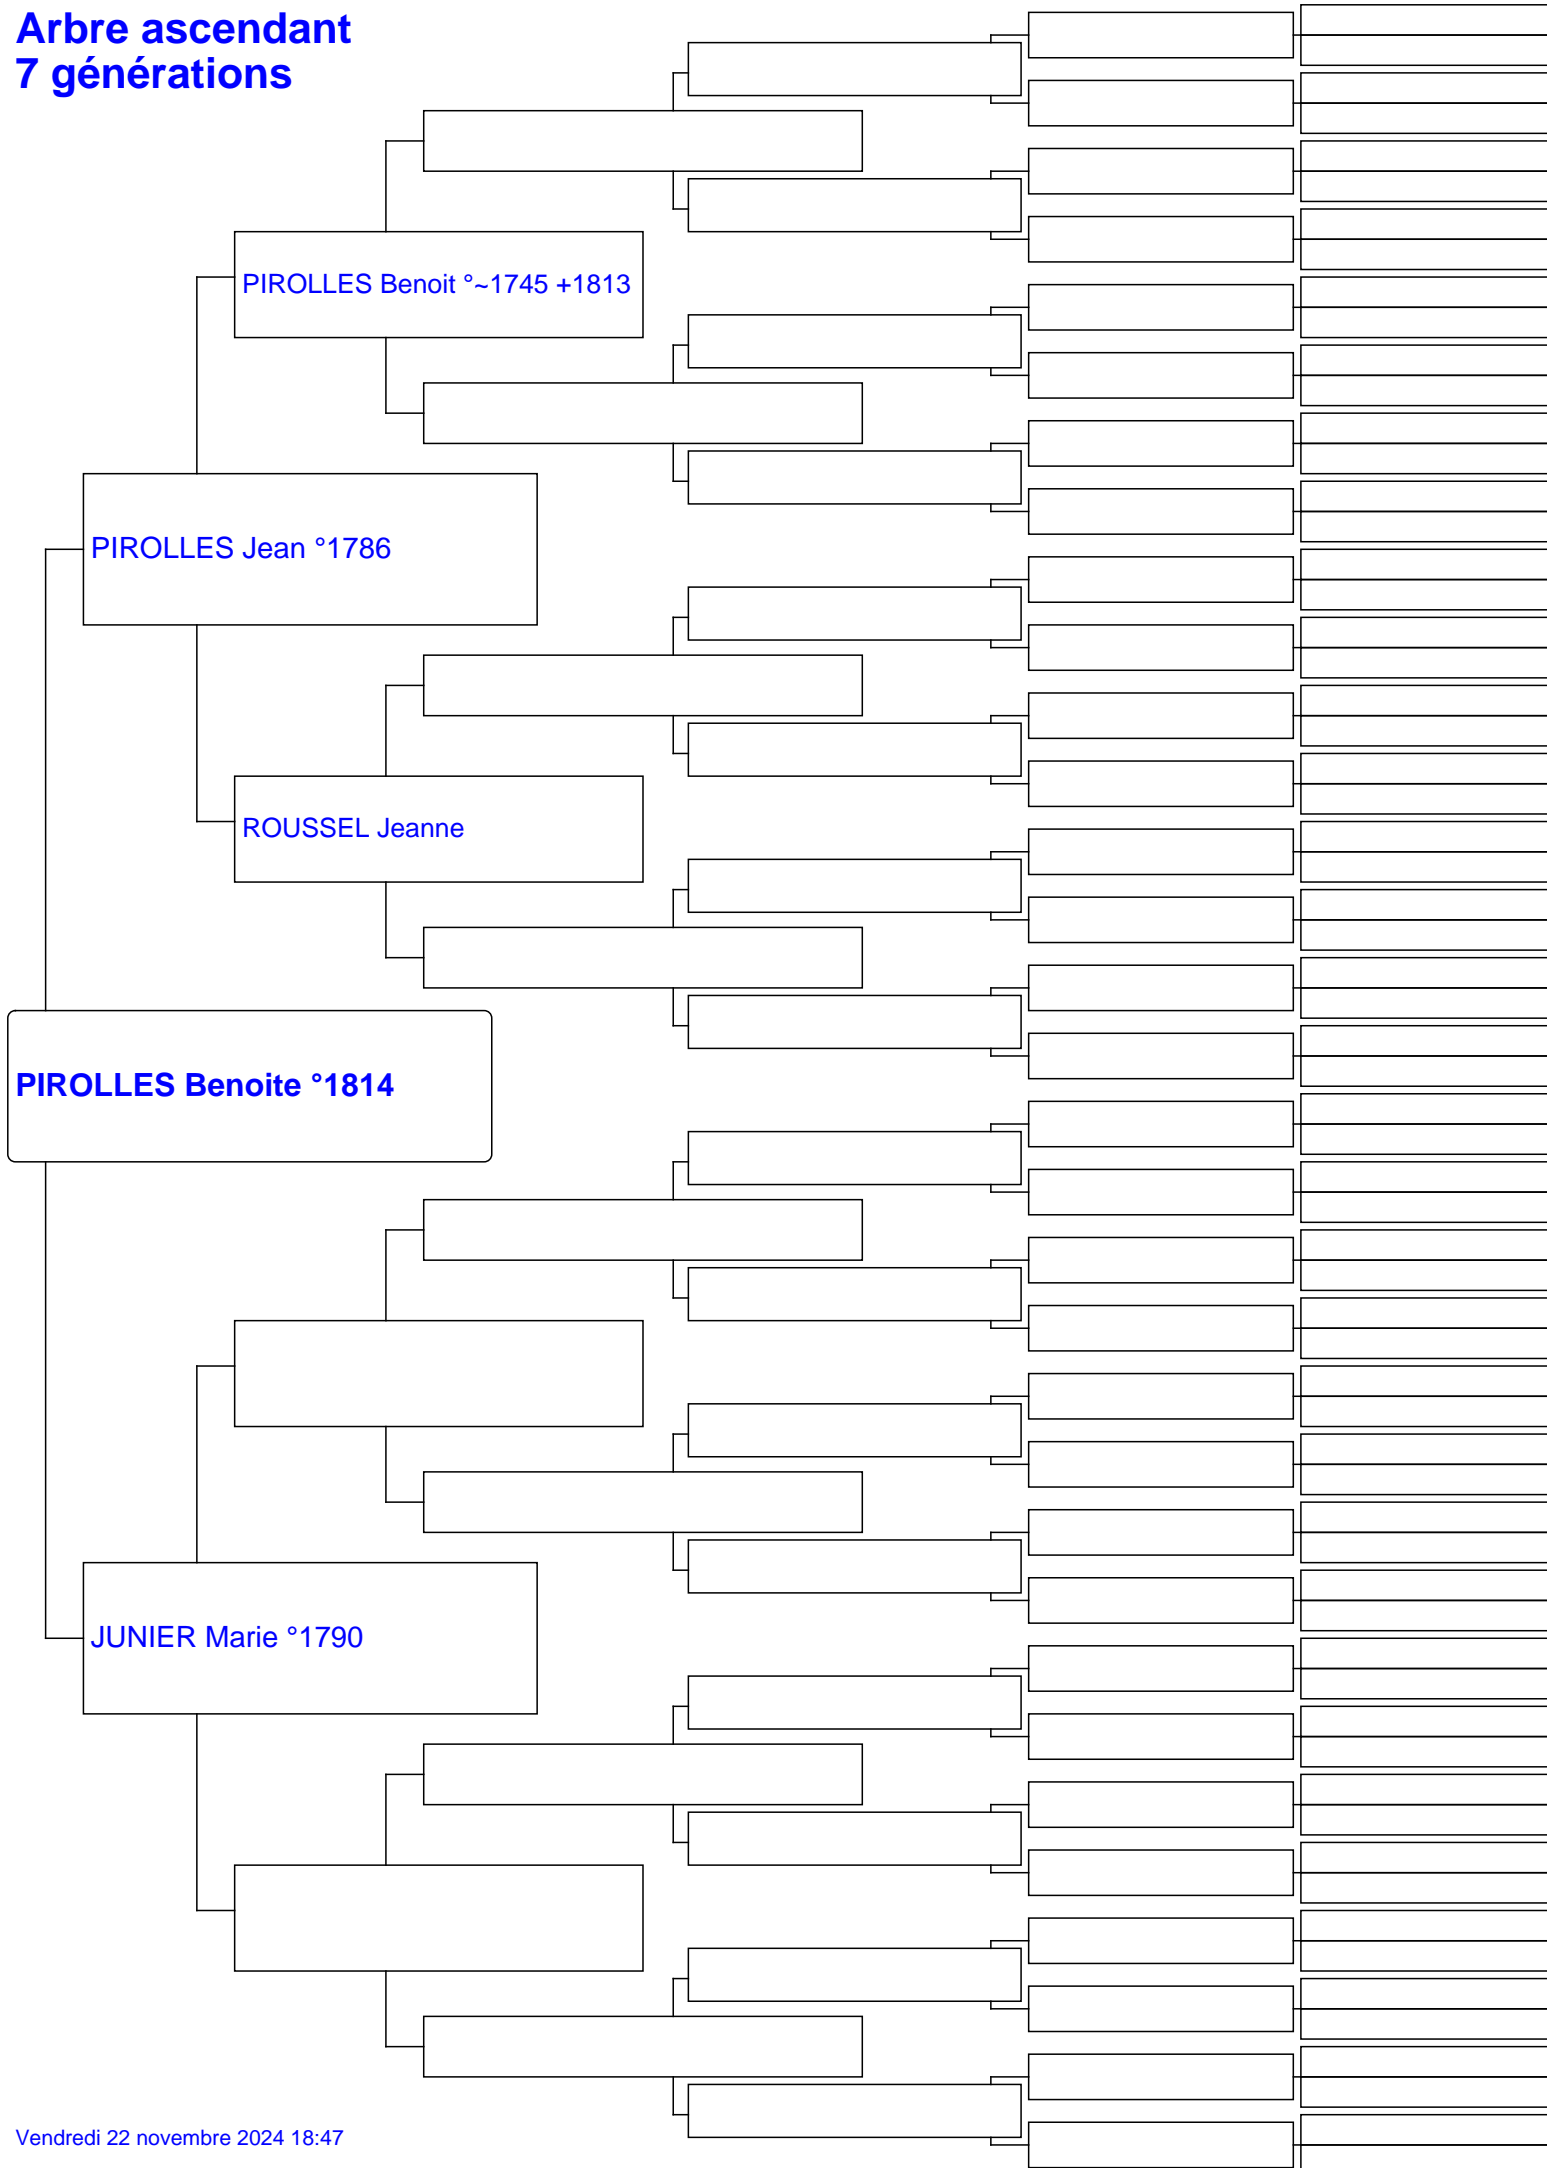 Arbre ascendant
7 générations
PIROLLES Benoit °~1745 +1813
PIROLLES Jean °1786
ROUSSEL Jeanne
PIROLLES Benoite °1814
JUNIER Marie °1790
Vendredi 22 novembre 2024 18:47